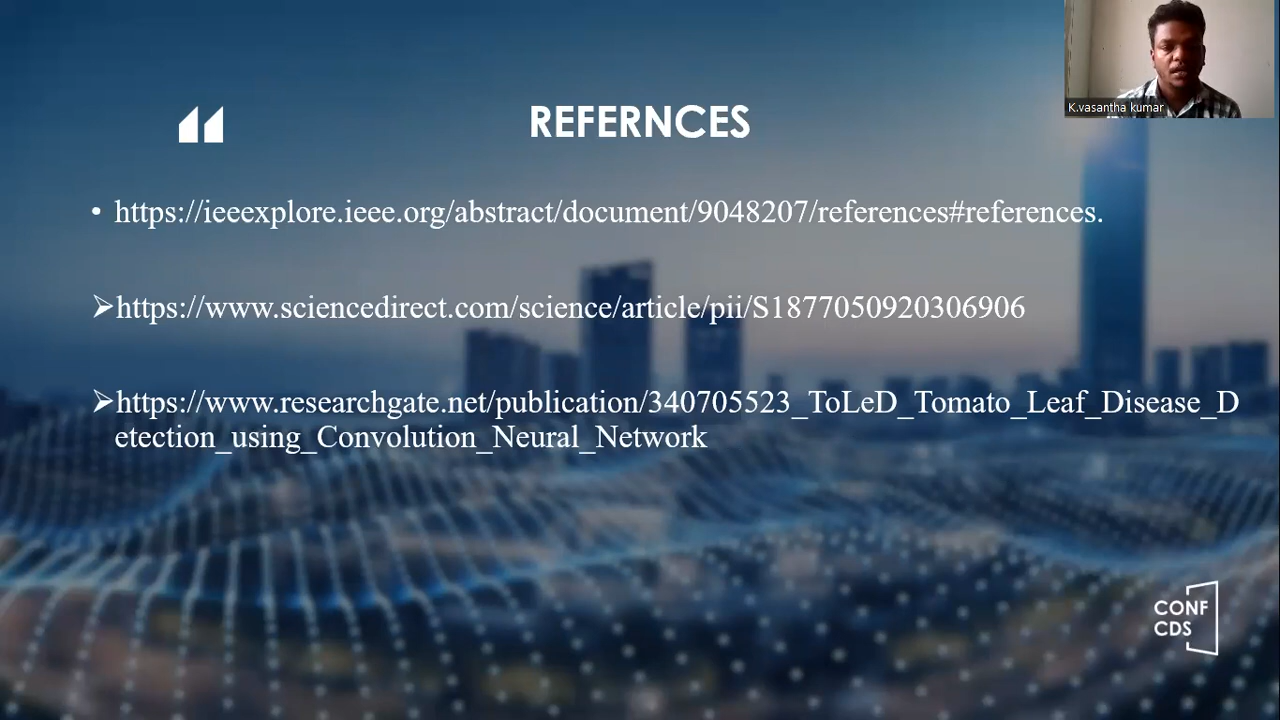 K.vasantha kumar
REFERNCES
• https://ieeexplore.ieee.org/abstract/document/9048207/references#references.
➢https://www.sciencedirect.com/science/article/pii/S1877050920306906
➢https://www.researchgate.net/publication/340705523_ToLeD_Tomato_Leaf_Disease_D
etection_using_Convolution_Neural_Network
CONF
CDS